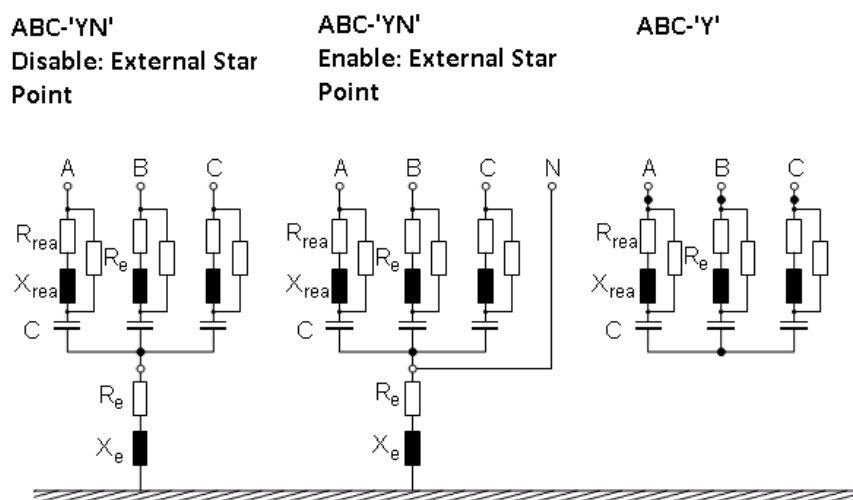 ABC-'YN'
Disable: External Star
Point
ABC-'YN'
Enable: External Star
Point
ABC-'Y'
A B C
Rrea
Re
Xrea
C
Re
Xe
A B C N
Rrea
Re
Xrea
C
Re
Xe
A B C
Rrea
Re
Xrea
C